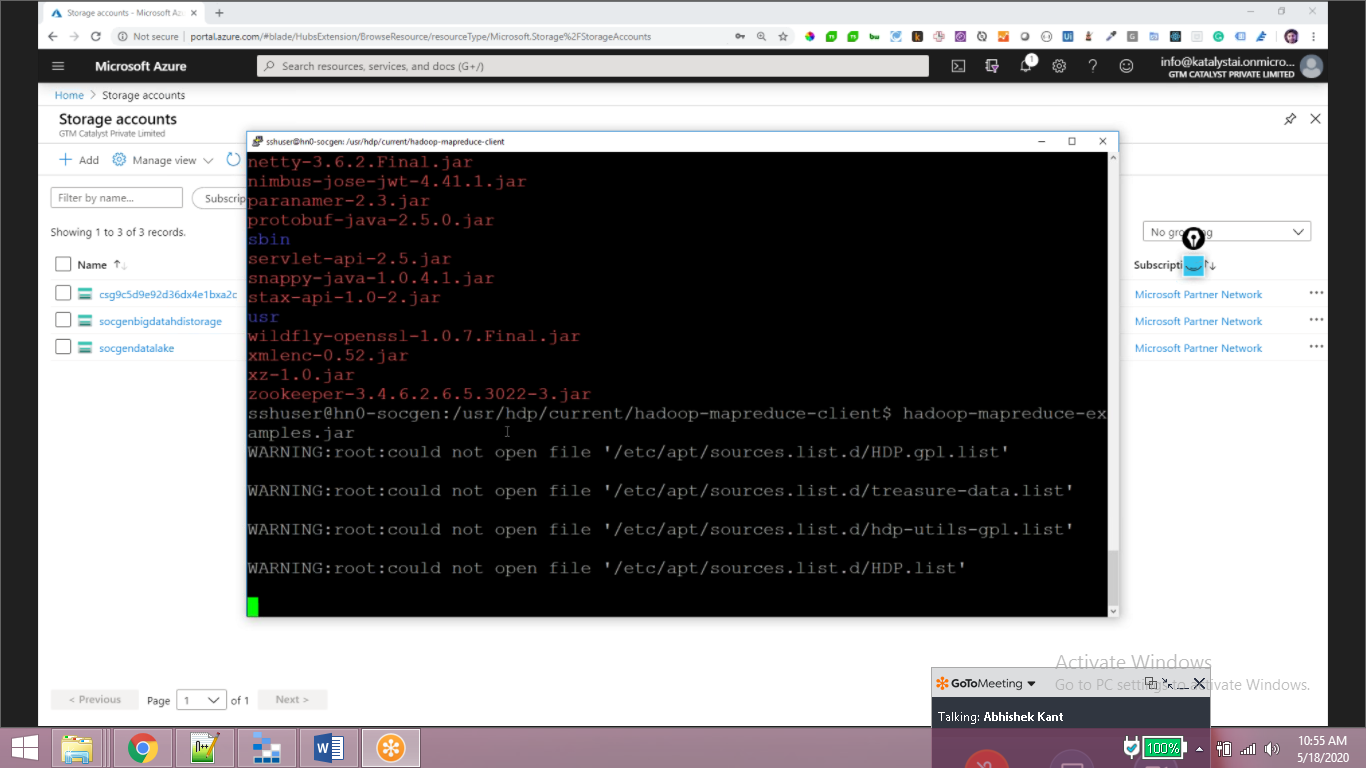 Storage accounts - Microsoft Az
Not secure | portal.azure.com/#blade/HubsExtension/BrowseResource/resourceType/Microsoft.Storage%2FStorageAccounts
Microsoft Azure
Search resources, services, and docs (G+/)
1
info@katalystai.onmicro...
GTM CATALYST PRIVATE LIMITED
Home > Storage accounts
Storage accounts
GTM Catalyst Private Limited
Add
Manage view
Filter by name...
Subscrip
Showing 1 to 3 of 3 records.
Name
csg9c5d9e92d36dx4e1bxa2c
socgenbigdatahdistorage
socgendatalake
sshuser@hn0-socgen: /usr/hdp/current/hadoop-mapreduce-client
netty-3.6.2.Final.jar
nimbus-jose-jwt-4.41.1.jar
paranamer-2.3.jar
protobuf-java-2.5.0.jar
sbin
servlet-api-2.5.jar
snappy-java-1.0.4.1.jar
stax-api-1.0-2.jar
usr
wildfly-openssl-1.0.7.Final.jar
xmlenc-0.52.jar
xz-1.0.jar
zookeeper-3.4.6.2.6.5.3022-3.jar
sshuser@hn0-socgen:/usr/hdp/current/hadoop-mapreduce-client$ hadoop-mapreduce-ex
amples.jar
WARNING:root:could not open file '/etc/apt/sources.list.d/HDP.gpl.list'
WARNING:root:could not open file '/etc/apt/sources.list.d/treasure-data.list'
WARNING:root:could not open file '/etc/apt/sources.list.d/hdp-utils-gpl.list'
WARNING:root:could not open file '/etc/apt/sources.list.d/HDP.list'
No
Subscripti
Microsoft Partner Network
Microsoft Partner Network
Microsoft Partner Network
< Previous
Page 1 of 1
Next >
Activate Windows
Go to PC settings to activate Windows.
GoToMeeting
Talking: Abhishek Kant
100%
10:55 AM
5/18/2020